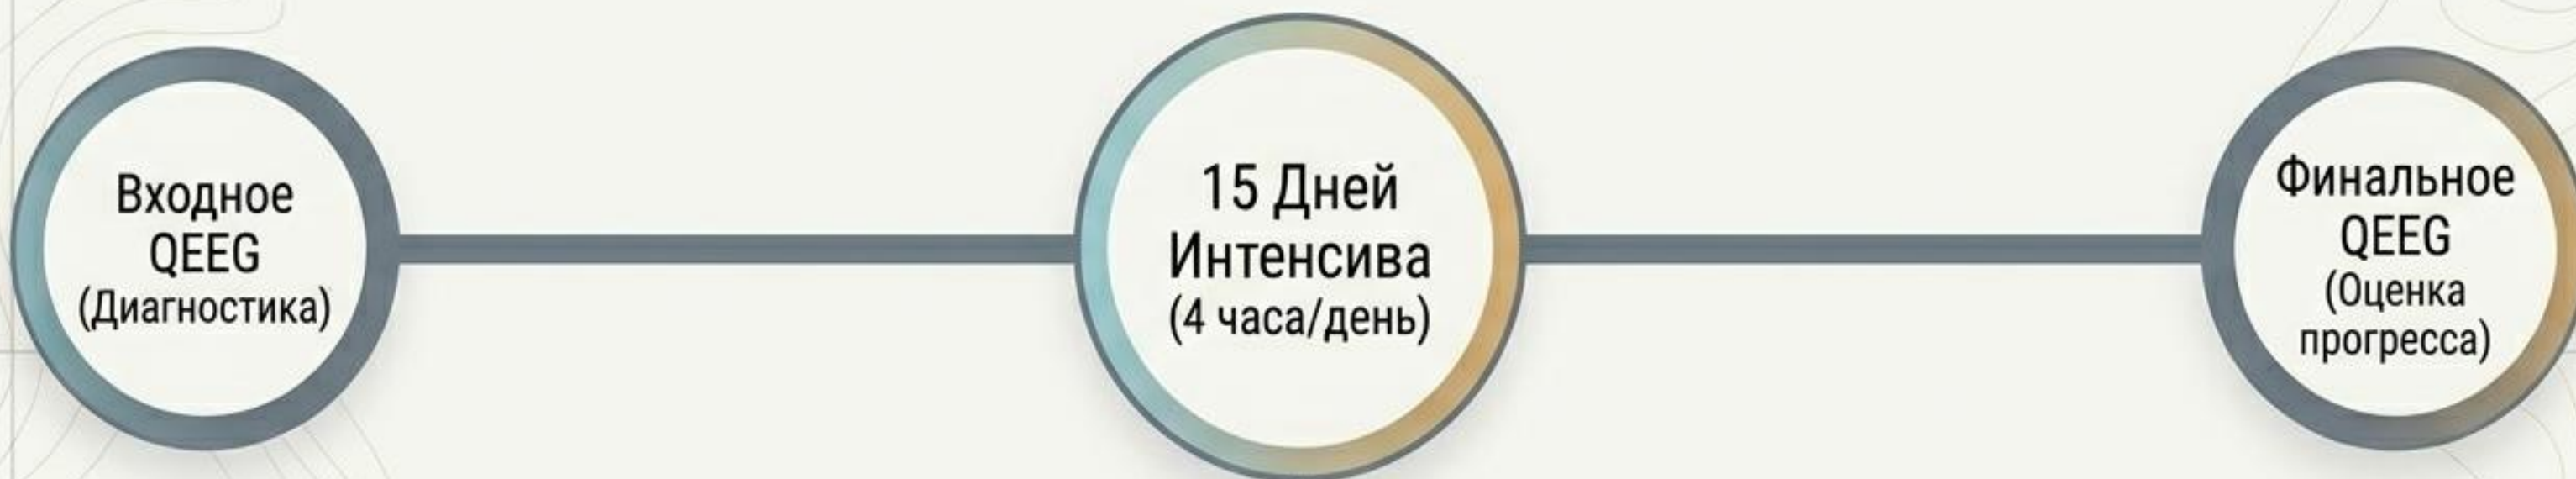 Входное
QEEG
(Диагностика)
15 Дней
Интенсива
(4 часа/день)
Финальное
QEEG
(Оценка
прогресса)